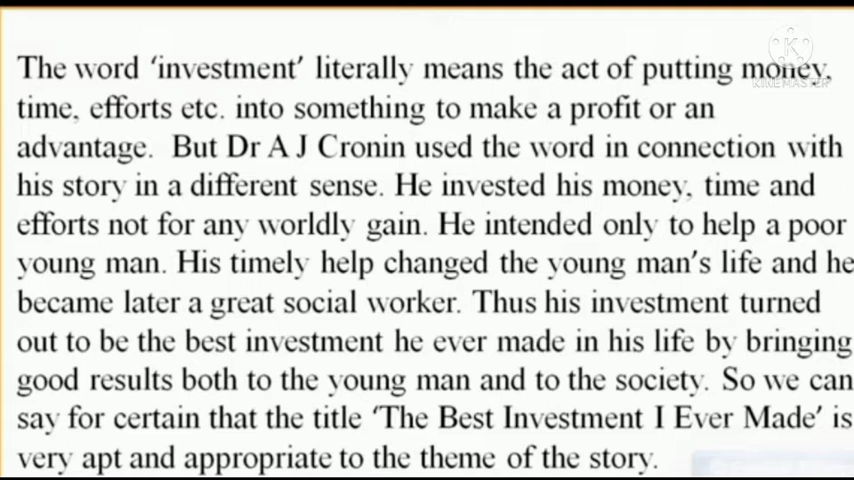 The word ‘investment’ literally means the act of putting money,
time, efforts etc. into something to make a profit or an
advantage. But Dr A J Cronin used the word in connection with
his story in a different sense. He invested his money, time and
efforts not for any worldly gain. He intended only to help a poor
young man. His timely help changed the young man’s life and he
became later a great social worker. Thus his investment turned
out to be the best investment he ever made in his life by bringing
good results both to the young man and to the society. So we can
say for certain that the title ‘The Best Investment I Ever Made’ is
very apt and appropriate to the theme of the story.
K
KINEMASTER